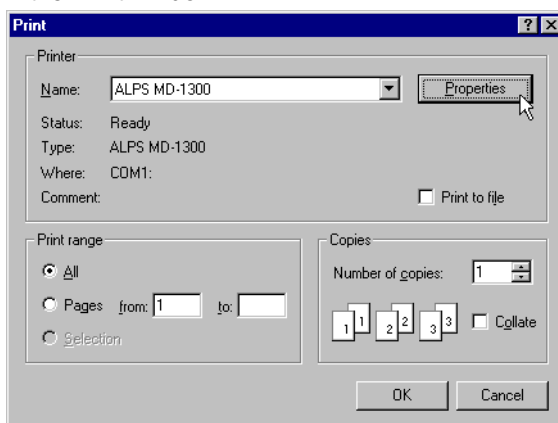 Print
Printer
Name: ALPS MD-1300 Properties
Status: Ready
Type: ALPS MD-1300
Where: COM1:
Comment: Print to file
Print range
All
Pages from: 1 to:
Selection
Copies
Number of copies: 1
1 1 2 2 3 3 Collate
OK Cancel